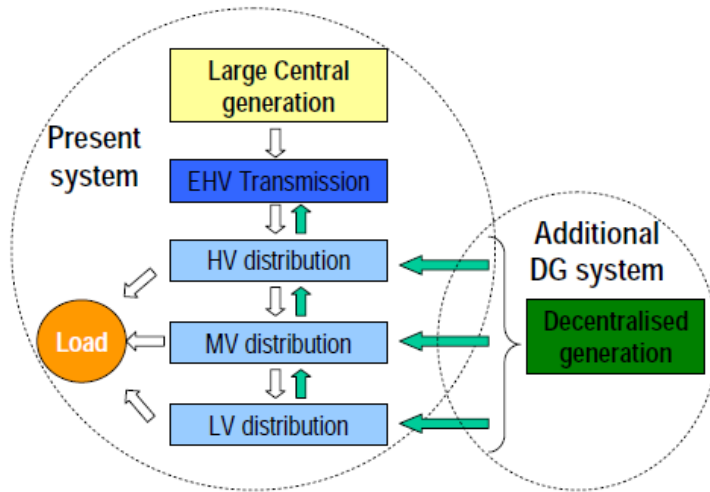 Large Central
generation
Present
system
EHV Transmission
HV distribution
Additional
DG system
Load
MV distribution
Decentralised
generation
LV distribution